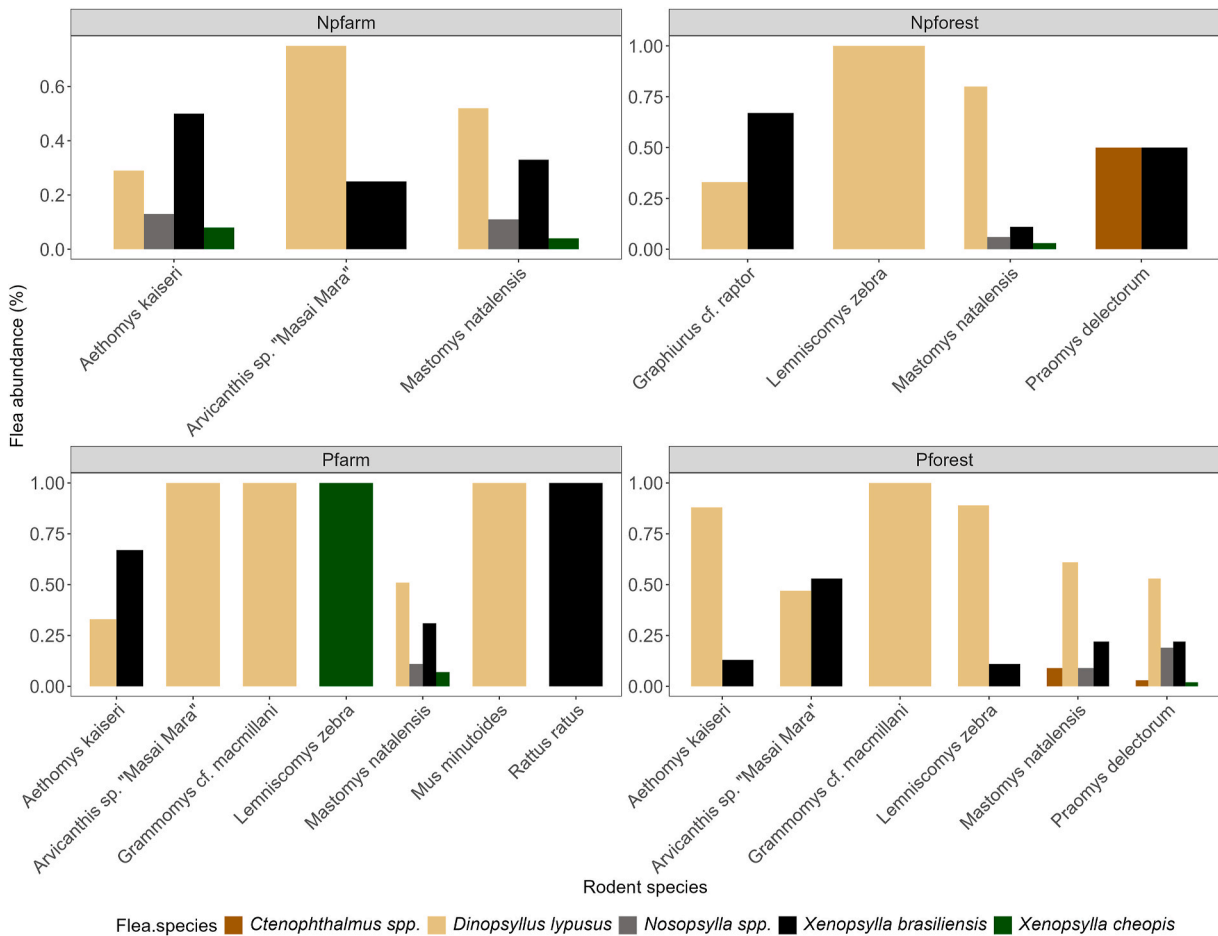 Npfarm
Npforest
0.6
0.4
0.2
0.0
1.00
0.75
0.50
0.25
0.00
Aethomys kaiseri
Arvicanthis sp. "Masai Mara"
Mastomys natalensis
Graphiurus cf. raptor
Lemniscomys zebra
Mastomys natalensis
Praomys delectorum
Flea abundance (%)
Pfarm
Pforest
1.00
0.75
0.50
0.25
0.00
1.00
0.75
0.50
0.25
0.00
Aethomys kaiseri
Arvicanthis sp. "Masai Mara"
Grammomys cf. macmillani
Lemniscomys zebra
Mastomys natalensis
Mus minutoides
Rattus ratus
Aethomys kaiseri
Arvicanthis sp. "Masai Mara"
Grammomys cf. macmillani
Lemniscomys zebra
Mastomys natalensis
Praomys delectorum
Rodent species
Flea.species Ctenophthalmus spp. Dinopsyllus lypusus Nosopsylla spp. Xenopsylla brasiliensis Xenopsylla cheopis